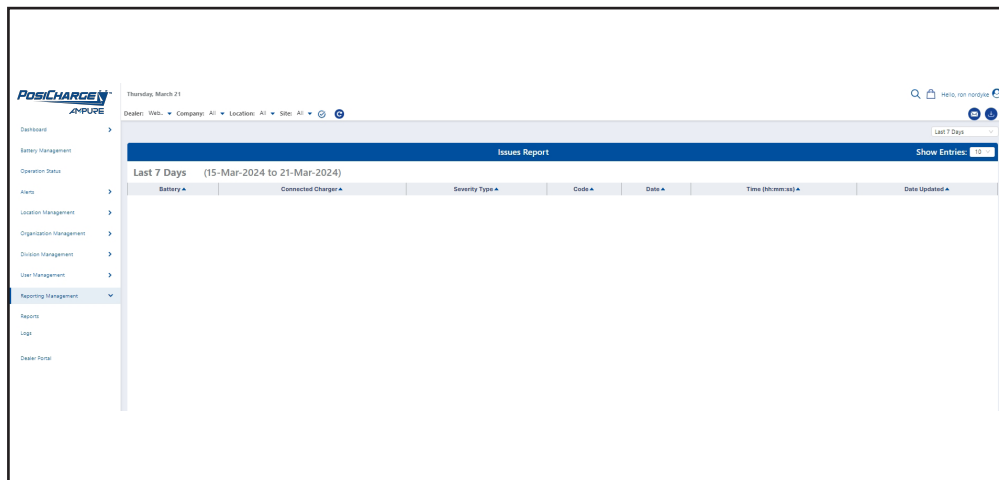 POSICHARGE
AMPURE
Thursday, March 21
Hello, ron nordyke
Dealer: Web.. Company: All Location: All Site: All
Last 7 Days
Dashboard
Battery Management
Operation Status
Alerts
Location Management
Organization Management
Division Management
User Management
Reporting Management
Reports
Logs
Dealer Portal
Issues Report
Show Entries: 10
Last 7 Days (15-Mar-2024 to 21-Mar-2024)
Battery Connected Charger Severity Type Code Date Time (hh:mm:ss) Date Updated